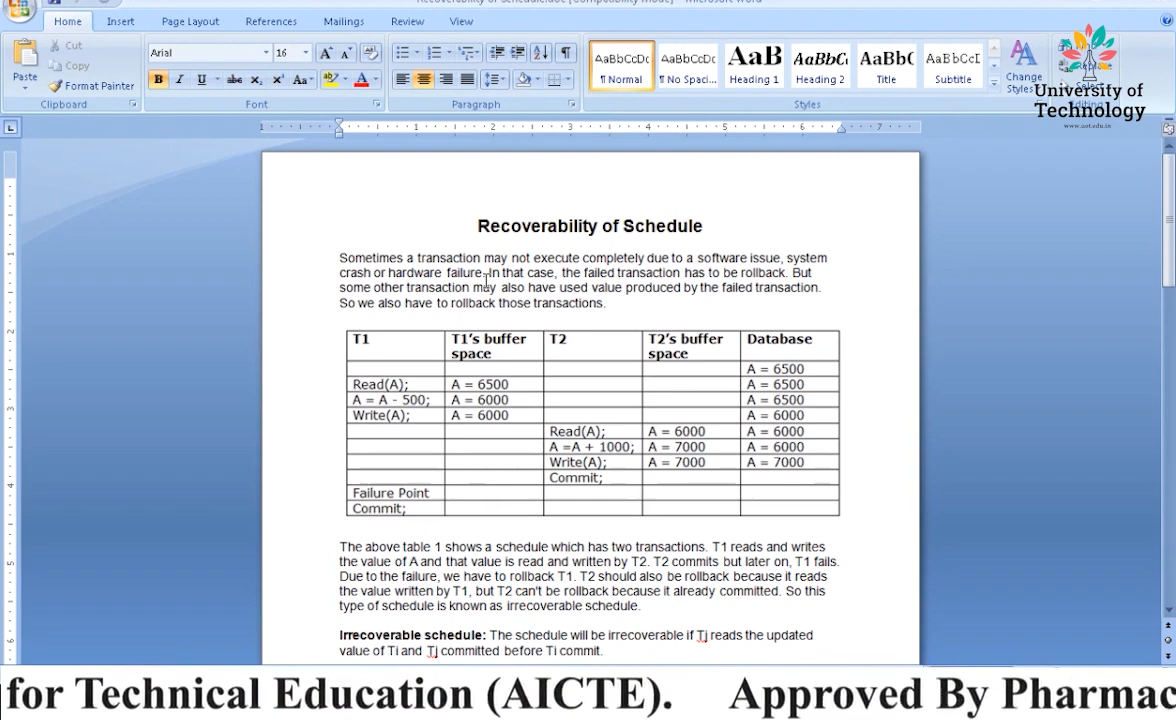 Home Insert Page Layout References Mailings Review View
Cut
Copy
Paste
Format Painter
Clipboard
Arial 16
Font
Paragraph
AaBbCcDc AaBbCcDc AaB AaBbC AaBb( AaBbCcI
¶ Normal ¶ No Spaci... Heading 1 Heading 2 Title Subtitle
Change
Styles
Styles
University of
Technology
www.uot.edu.in
Recoverability of Schedule
Sometimes a transaction may not execute completely due to a software issue, system
crash or hardware failure. In that case, the failed transaction has to be rollback. But
some other transaction may also have used value produced by the failed transaction.
So we also have to rollback those transactions.
T1 T1's buffer space T2 T2's buffer space Database
A = 6500
Read(A); A = 6500 A = 6500
A = A - 500; A = 6000 A = 6500
Write(A); A = 6000 A = 6000
Read(A); A = 6000 A = 6000
A =A + 1000; A = 7000 A = 6000
Write(A); A = 7000 A = 7000
Commit;
Failure Point
Commit;
The above table 1 shows a schedule which has two transactions. T1 reads and writes
the value of A and that value is read and written by T2. T2 commits but later on, T1 fails.
Due to the failure, we have to rollback T1. T2 should also be rollback because it reads
the value written by T1, but T2 can't be rollback because it already committed. So this
type of schedule is known as irrecoverable schedule.
Irrecoverable schedule: The schedule will be irrecoverable if Tj reads the updated
value of Ti and Tj committed before Ti commit.
for Technical Education (AICTE). Approved By Pharmac